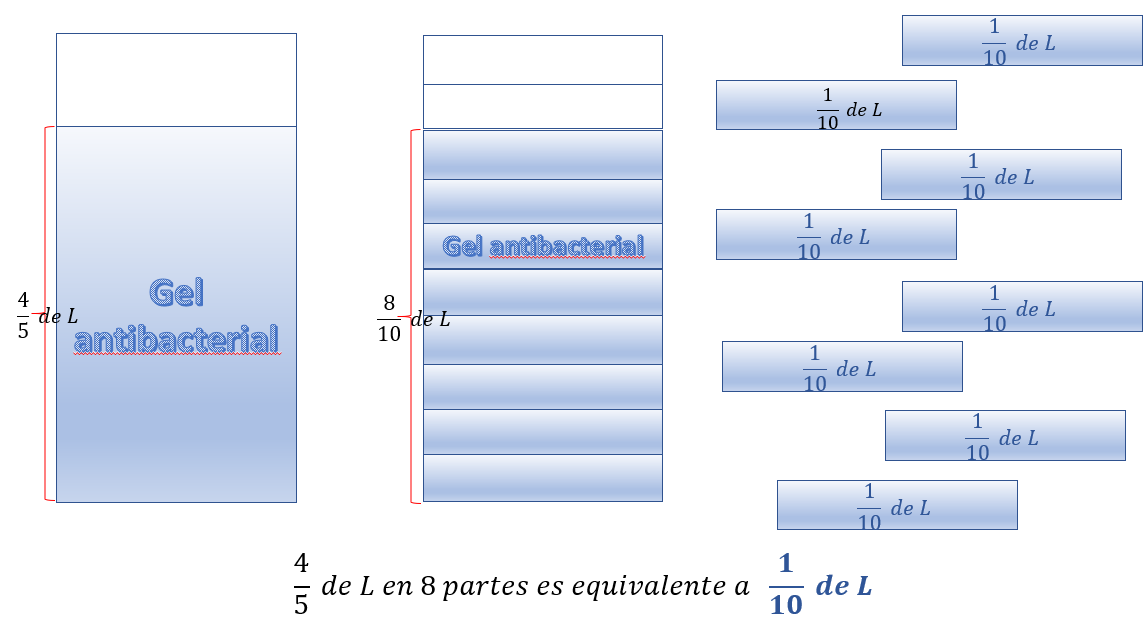 4/5 de L
Gel
antibacterial
8/10 de L
Gel antibacterial
1/10 de L
1/10 de L
1/10 de L
1/10 de L
1/10 de L
1/10 de L
1/10 de L
1/10 de L
4/5 de L en 8 partes es equivalente a 1/10 de L